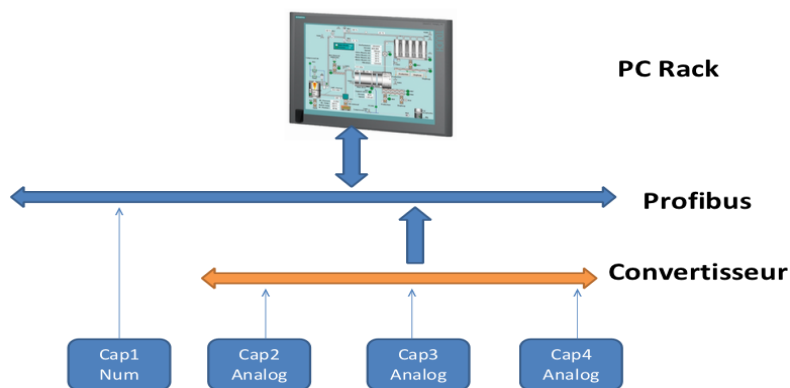 PC Rack
Profibus
Convertisseur
Cap1
Num
Cap2
Analog
Cap3
Analog
Cap4
Analog